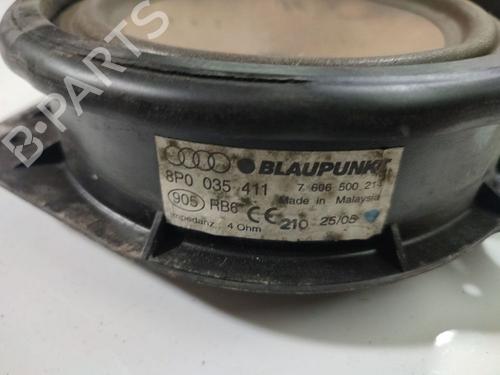 B-PARTS
BLAUPUNKT
8P0 035 411 7 606 500 21
905 RB6 Made in Malaysia
Impedanz: 4 Ohm CE 210 25/05